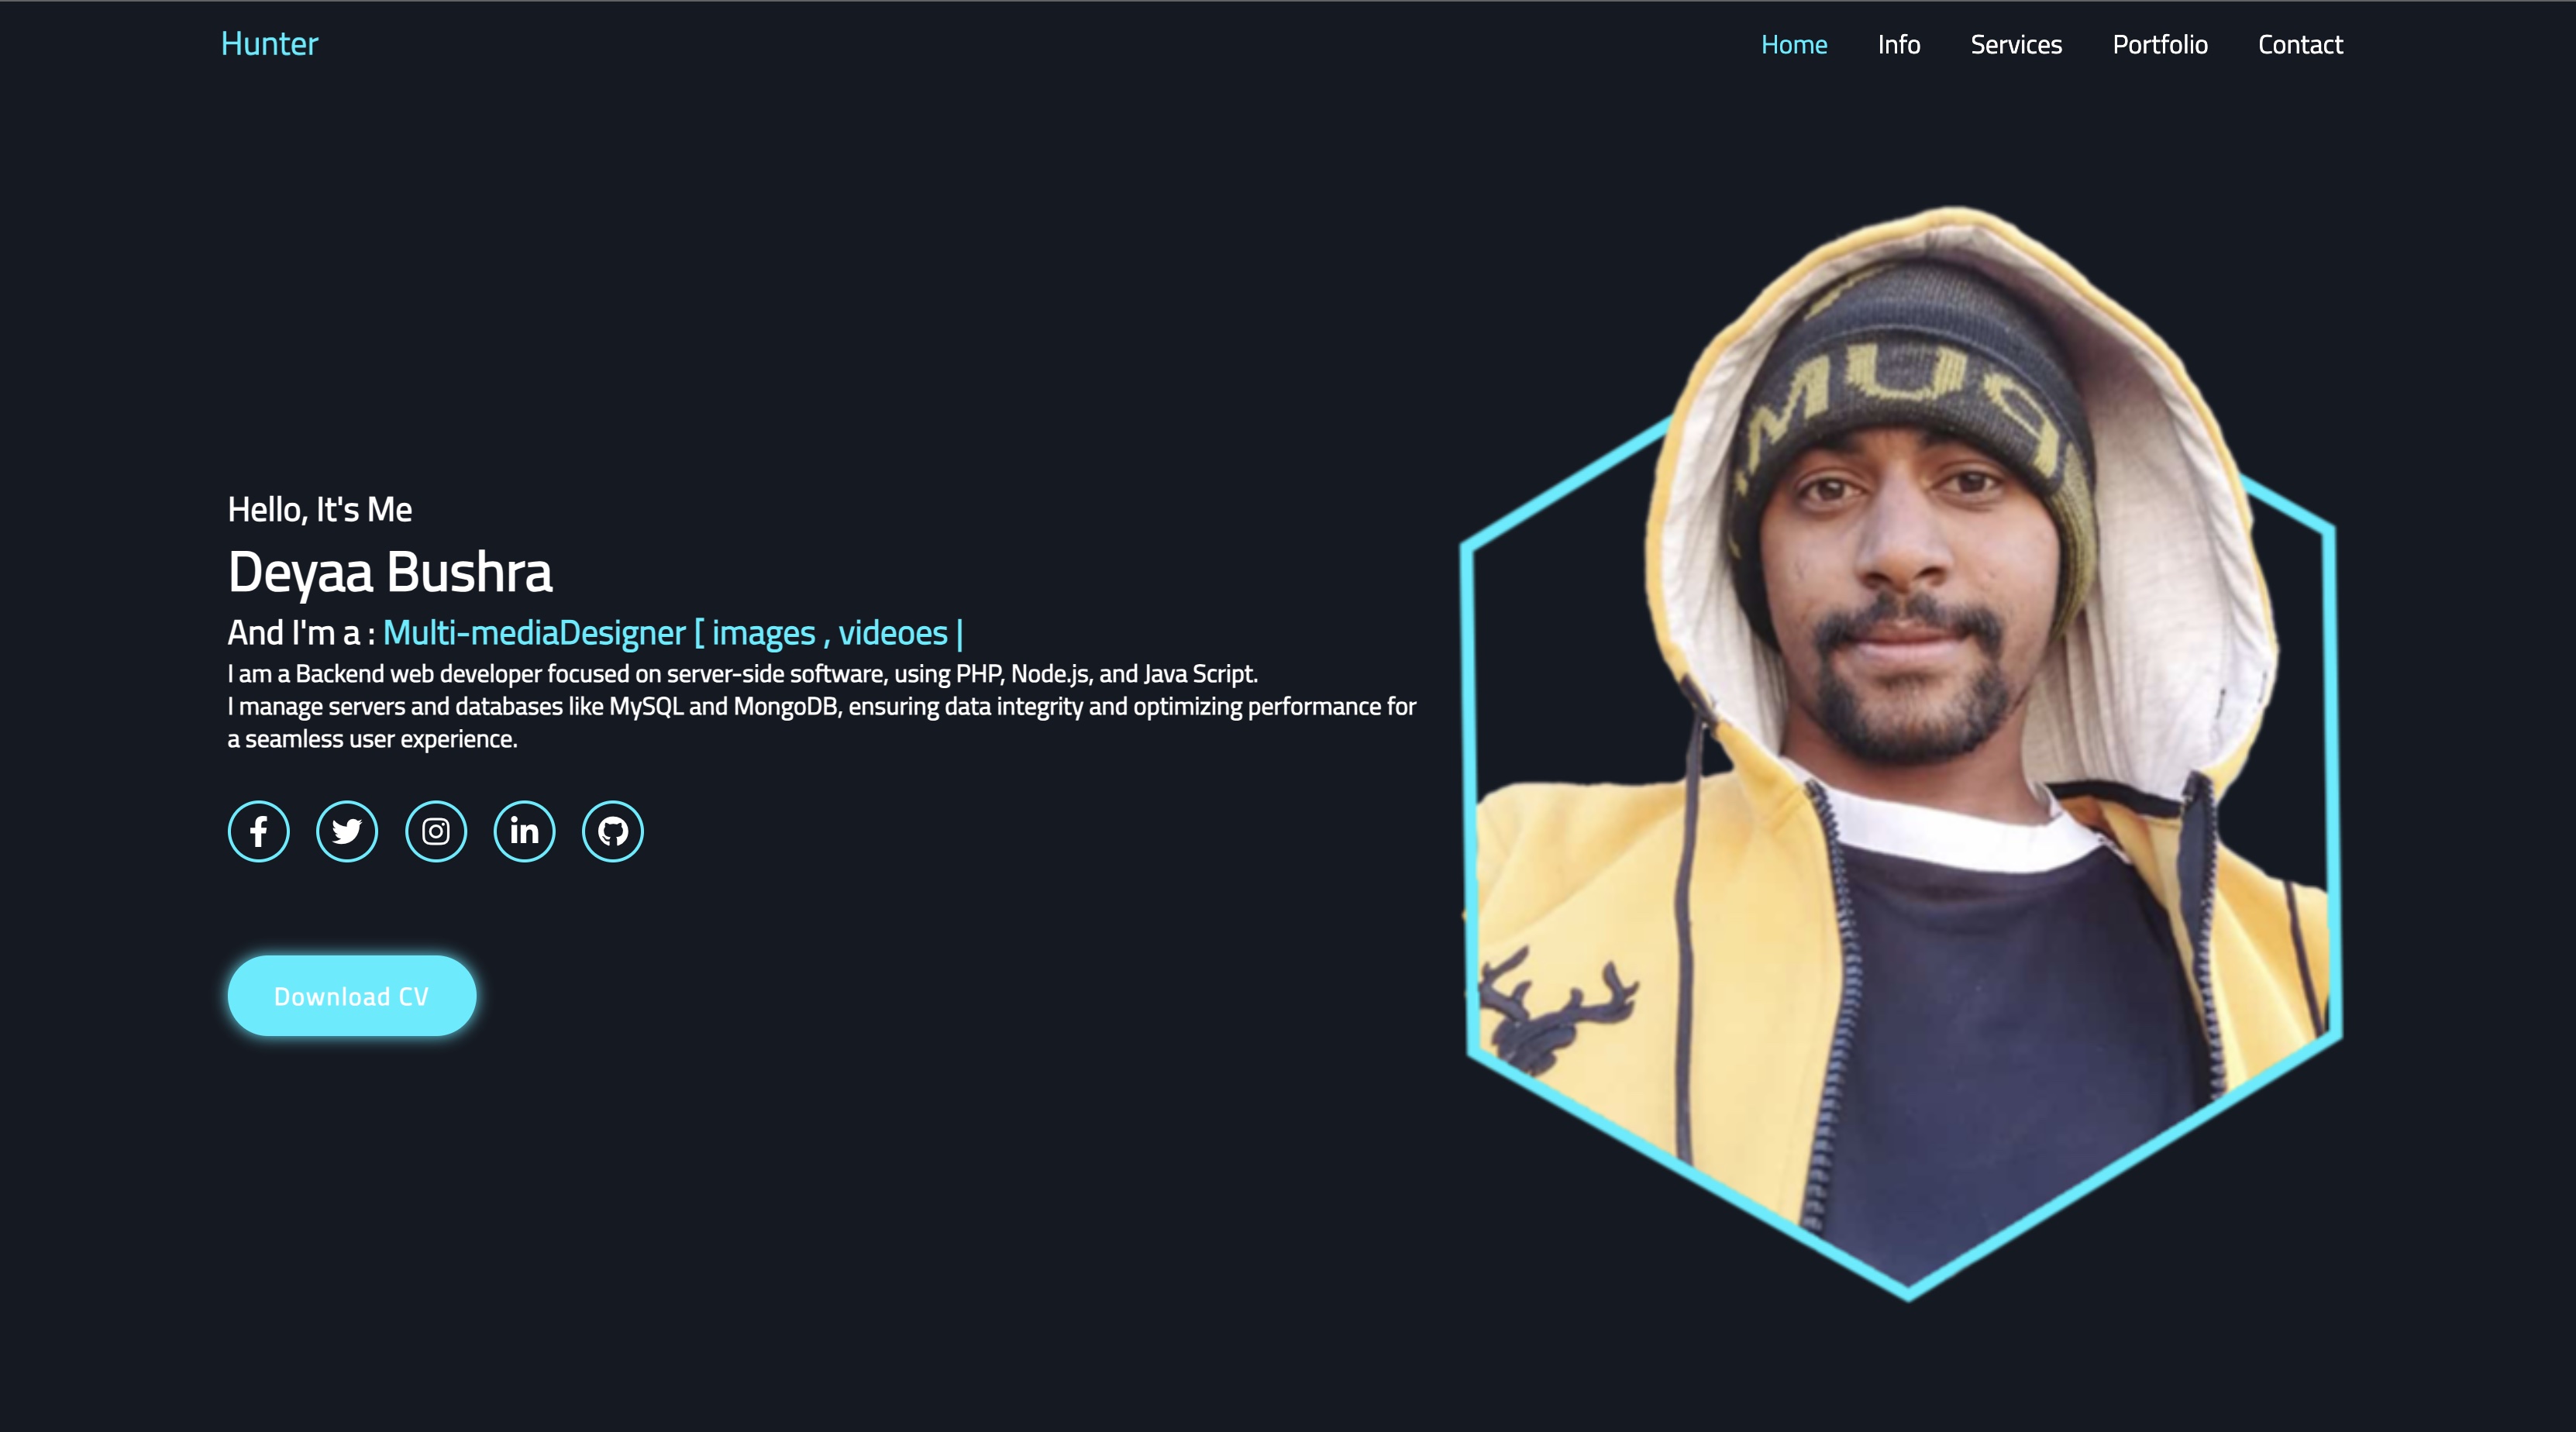 Hunter
Home Info Services Portfolio Contact
Hello, It's Me
Deyaa Bushra
And I'm a : Multi-mediaDesigner [ images , videoes |
I am a Backend web developer focused on server-side software, using PHP, Node.js, and Java Script.
I manage servers and databases like MySQL and MongoDB, ensuring data integrity and optimizing performance for
a seamless user experience.
Download CV